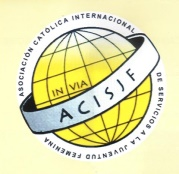 ASOCIACIÓN CATÓLICA INTERNACIONAL
DE SERVICIOS A LA JUVENTUD FEMENINA
IN VIA
ACISJF